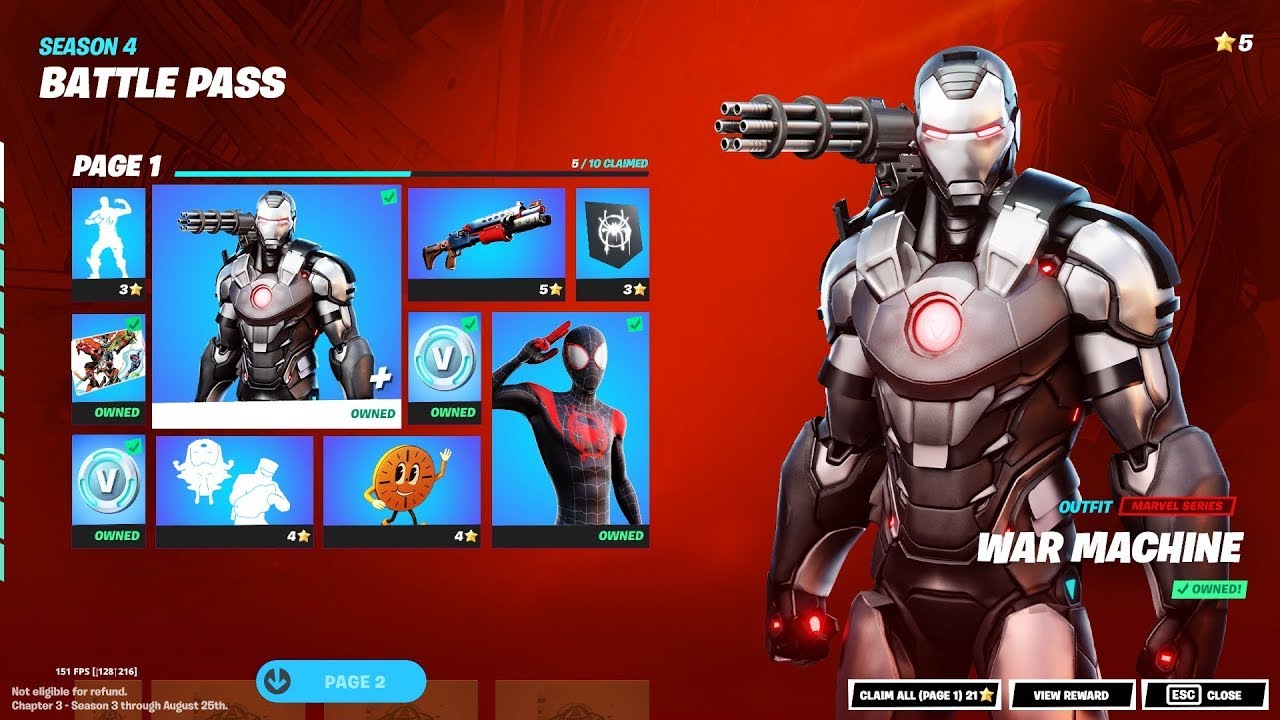 SEASON 4
BATTLE PASS
5
PAGE 1
5 / 10 CLAIMED
3
5
3
OWNED
OWNED
OWNED
OWNED
4
4
OWNED
OUTFIT MARVEL SERIES
WAR MACHINE
OWNED!
151 FPS [|128|216]
Not eligible for refund.
Chapter 3 - Season 3 through August 25th.
PAGE 2
CLAIM ALL (PAGE 1) 21
VIEW REWARD
ESC CLOSE